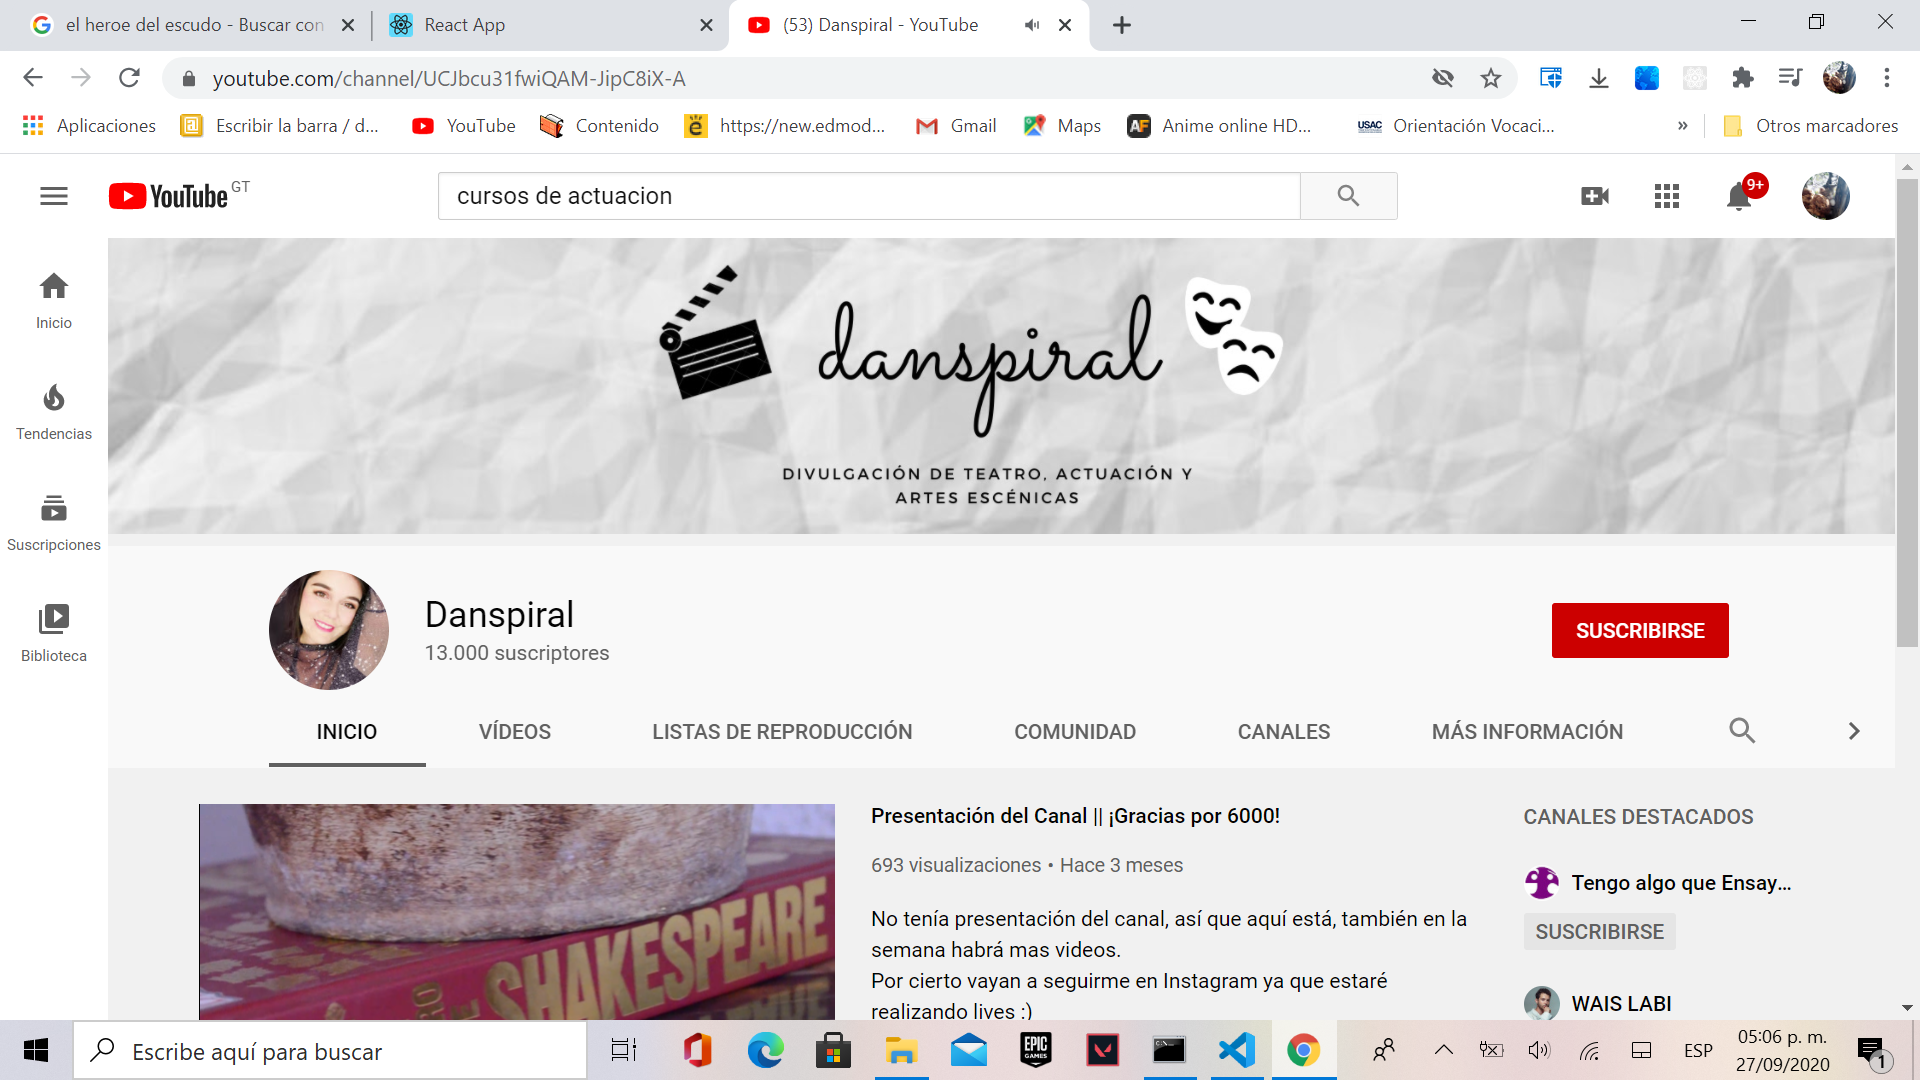 el heroe del escudo - Buscar con
React App
(53) Danspiral - YouTube
youtube.com/channel/UCJbcu31fwiQAM-JipC8iX-A
Aplicaciones
Escribir la barra / d...
YouTube
Contenido
https://new.edmod...
Gmail
Maps
AF
Anime online HD...
USAC
Orientación Vocaci...
»
Otros marcadores
YouTube GT
cursos de actuacion
9+
Inicio
Tendencias
Suscripciones
Biblioteca
danspiral
DIVULGACIÓN DE TEATRO, ACTUACIÓN Y
ARTES ESCÉNICAS
Danspiral
13.000 suscriptores
SUSCRIBIRSE
INICIO
VÍDEOS
LISTAS DE REPRODUCCIÓN
COMUNIDAD
CANALES
MÁS INFORMACIÓN
SHAKESPEARE
Presentación del Canal || ¡Gracias por 6000!
693 visualizaciones • Hace 3 meses
No tenía presentación del canal, así que aquí está, también en la
semana habrá mas videos.
Por cierto vayan a seguirme en Instagram ya que estaré
realizando lives :)
CANALES DESTACADOS
Tengo algo que Ensay...
SUSCRIBIRSE
WAIS LABI
Escribe aquí para buscar
EPIC
GAMES
ESP
05:06 p. m.
27/09/2020
1